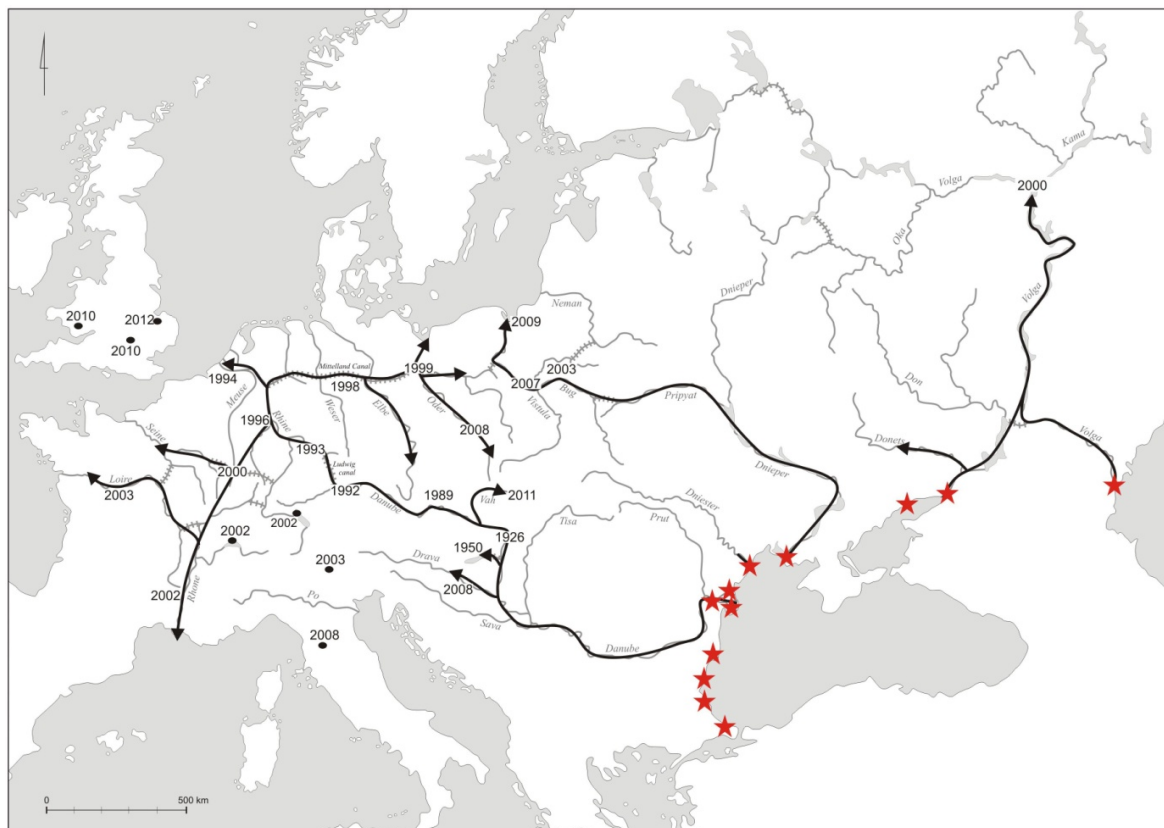 Kama
Volga
2000
Oka
Dnieper
Volga
Neman
2010
2012
2009
2010
2003
Mittelland Canal
1999
1994
1998
2007
Bug
Pripyat
Don
Meuse
Elbe
Oder
Vistula
Weser
Rhine
1996
Volga
Seine
2008
Donets
1993
Dnieper
Ludwig
canal
2000
Loire
1992
2011
2003
Danube
1989
Vah
Dniester
2002
Tisa
Prut
2002
1926
1950
Drava
2003
2008
2002
Rhone
Po
Sava
2008
Danube
0
500 km